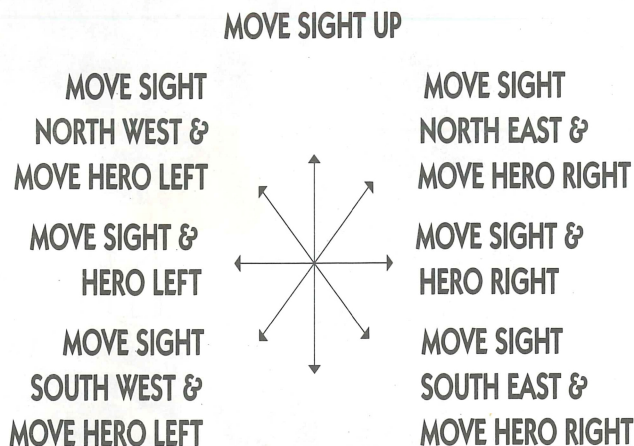 MOVE SIGHT UP
MOVE SIGHT
NORTH WEST &
MOVE HERO LEFT
MOVE SIGHT
NORTH EAST &
MOVE HERO RIGHT
MOVE SIGHT &
HERO LEFT
MOVE SIGHT &
HERO RIGHT
MOVE SIGHT
SOUTH WEST &
MOVE HERO LEFT
MOVE SIGHT
SOUTH EAST &
MOVE HERO RIGHT